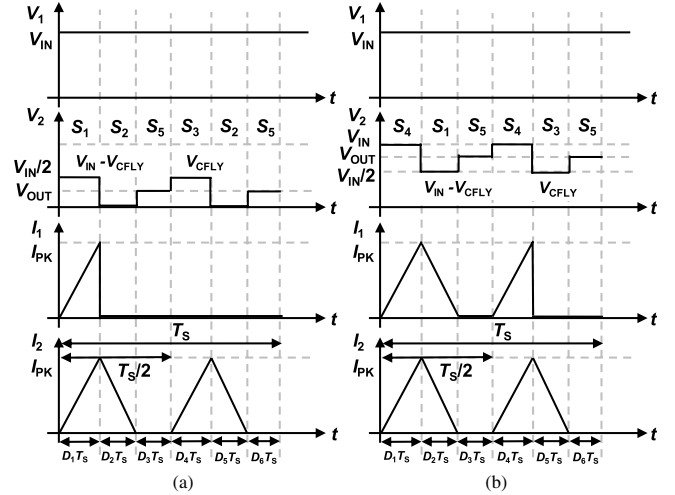 V1
VIN
t
V2
S1 S2 S5 S3 S2 S5
VIN/2
VIN -VCFLY
VCFLY
VOUT
t
I1
IPK
t
TS
I2
IPK
TS/2
t
D1TS D2TS D3TS D4TS D5TS D6TS
(a)
V1
VIN
t
V2
S4 S1 S5 S4 S3 S5
VIN
VOUT
VIN/2
VIN -VCFLY
VCFLY
t
I1
IPK
t
TS
I2
IPK
TS/2
t
D1TS D2TS D3TS D4TS D5TS D6TS
(b)